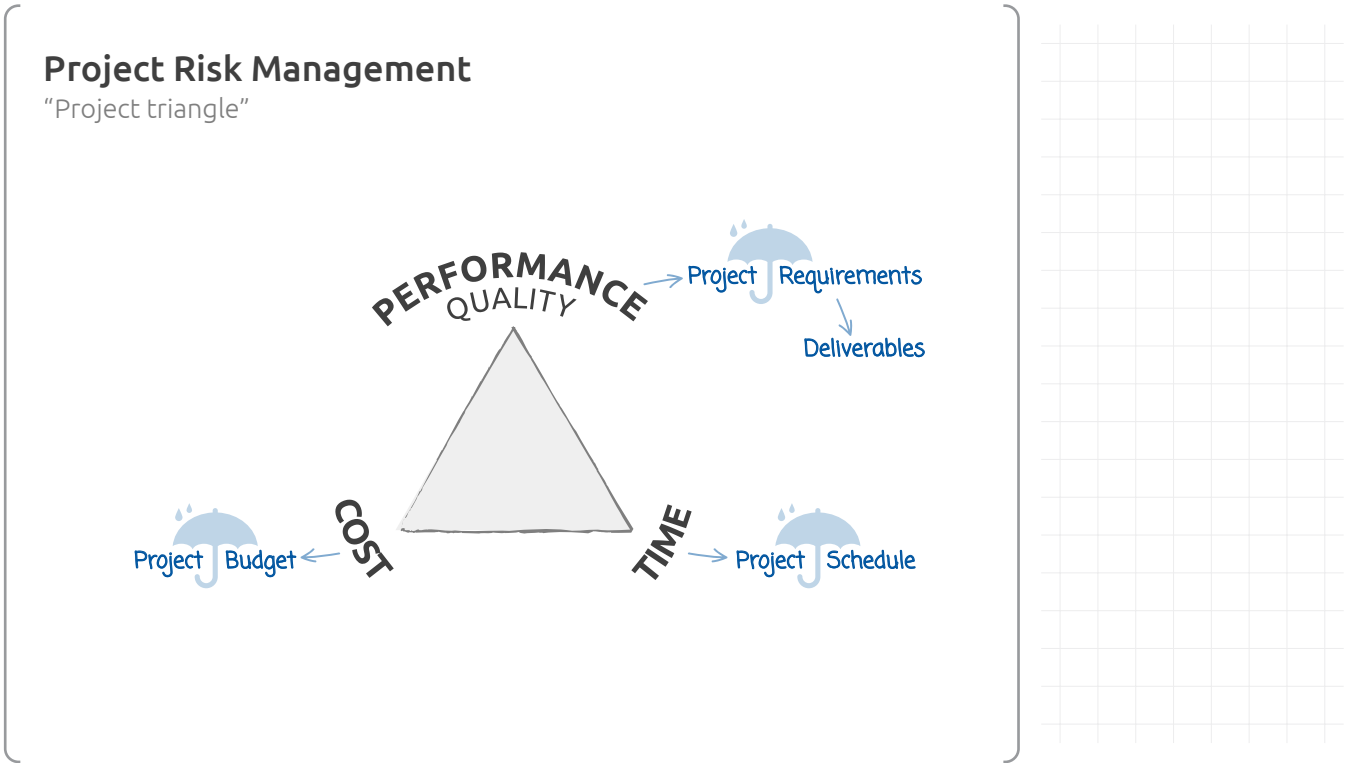 Project Risk Management
“Project triangle”
PERFORMANCE
QUALITY
Project Requirements
Deliverables
COST
Project Budget
TIME
Project Schedule